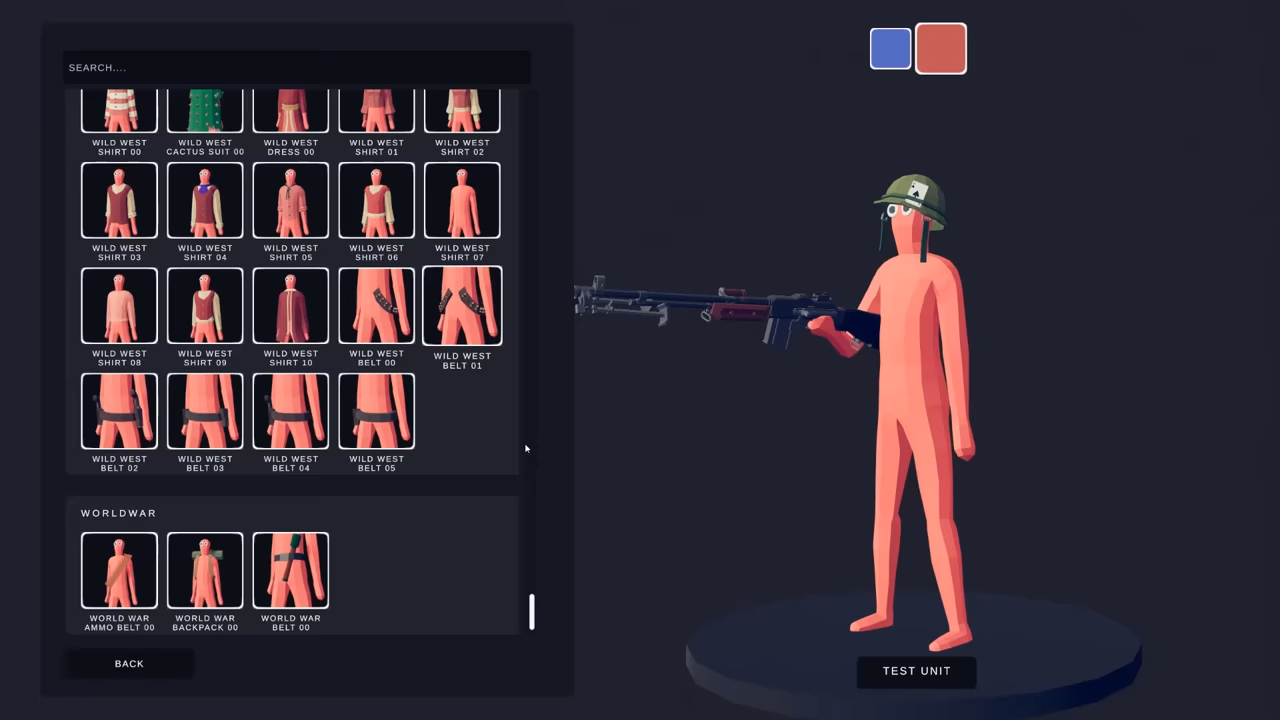 SEARCH....
WILD WEST
SHIRT 00
WILD WEST
CACTUS SUIT 00
WILD WEST
DRESS 00
WILD WEST
SHIRT 01
WILD WEST
SHIRT 02
WILD WEST
SHIRT 03
WILD WEST
SHIRT 04
WILD WEST
SHIRT 05
WILD WEST
SHIRT 06
WILD WEST
SHIRT 07
WILD WEST
SHIRT 08
WILD WEST
SHIRT 09
WILD WEST
SHIRT 10
WILD WEST
BELT 00
WILD WEST
BELT 01
WILD WEST
BELT 02
WILD WEST
BELT 03
WILD WEST
BELT 04
WILD WEST
BELT 05
WORLDWAR
WORLD WAR
AMMO BELT 00
WORLD WAR
BACKPACK 00
WORLD WAR
BELT 00
BACK
TEST UNIT